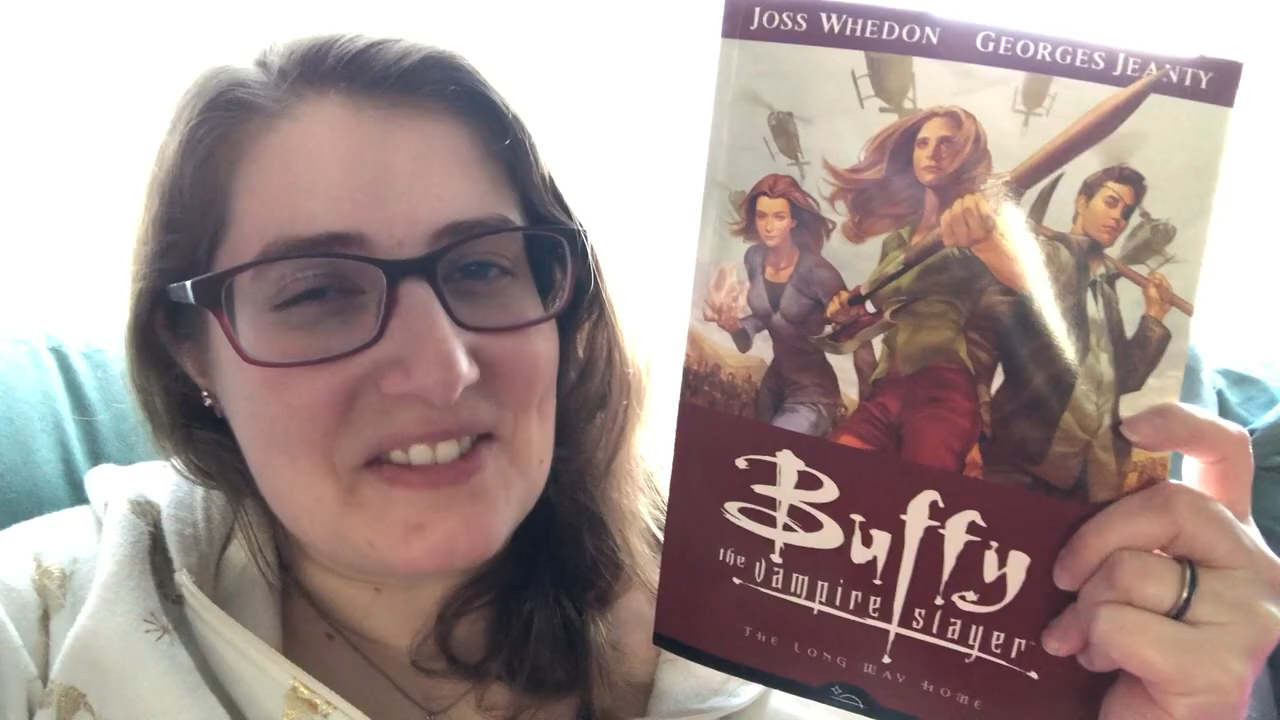 JOSS WHEDON GEORGES JEANTY
Buffy
the vampire slayer
THE LONG WAY HOME